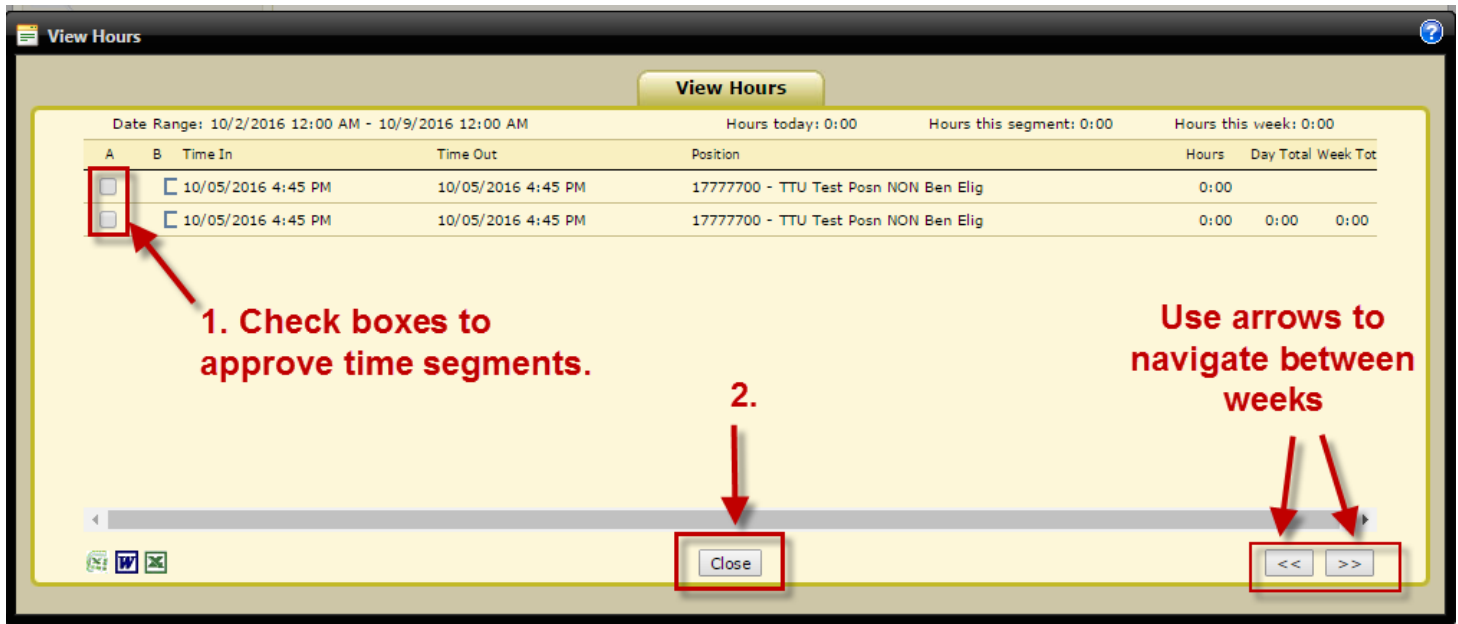 View Hours
View Hours
Date Range: 10/2/2016 12:00 AM - 10/9/2016 12:00 AM Hours today: 0:00 Hours this segment: 0:00 Hours this week: 0:00
A B Time In Time Out Position Hours Day Total Week Tot
10/05/2016 4:45 PM 10/05/2016 4:45 PM 17777700 - TTU Test Posn NON Ben Elig 0:00
10/05/2016 4:45 PM 10/05/2016 4:45 PM 17777700 - TTU Test Posn NON Ben Elig 0:00 0:00 0:00
1. Check boxes to
approve time segments.
2.
Use arrows to
navigate between
weeks
Close
<< >>